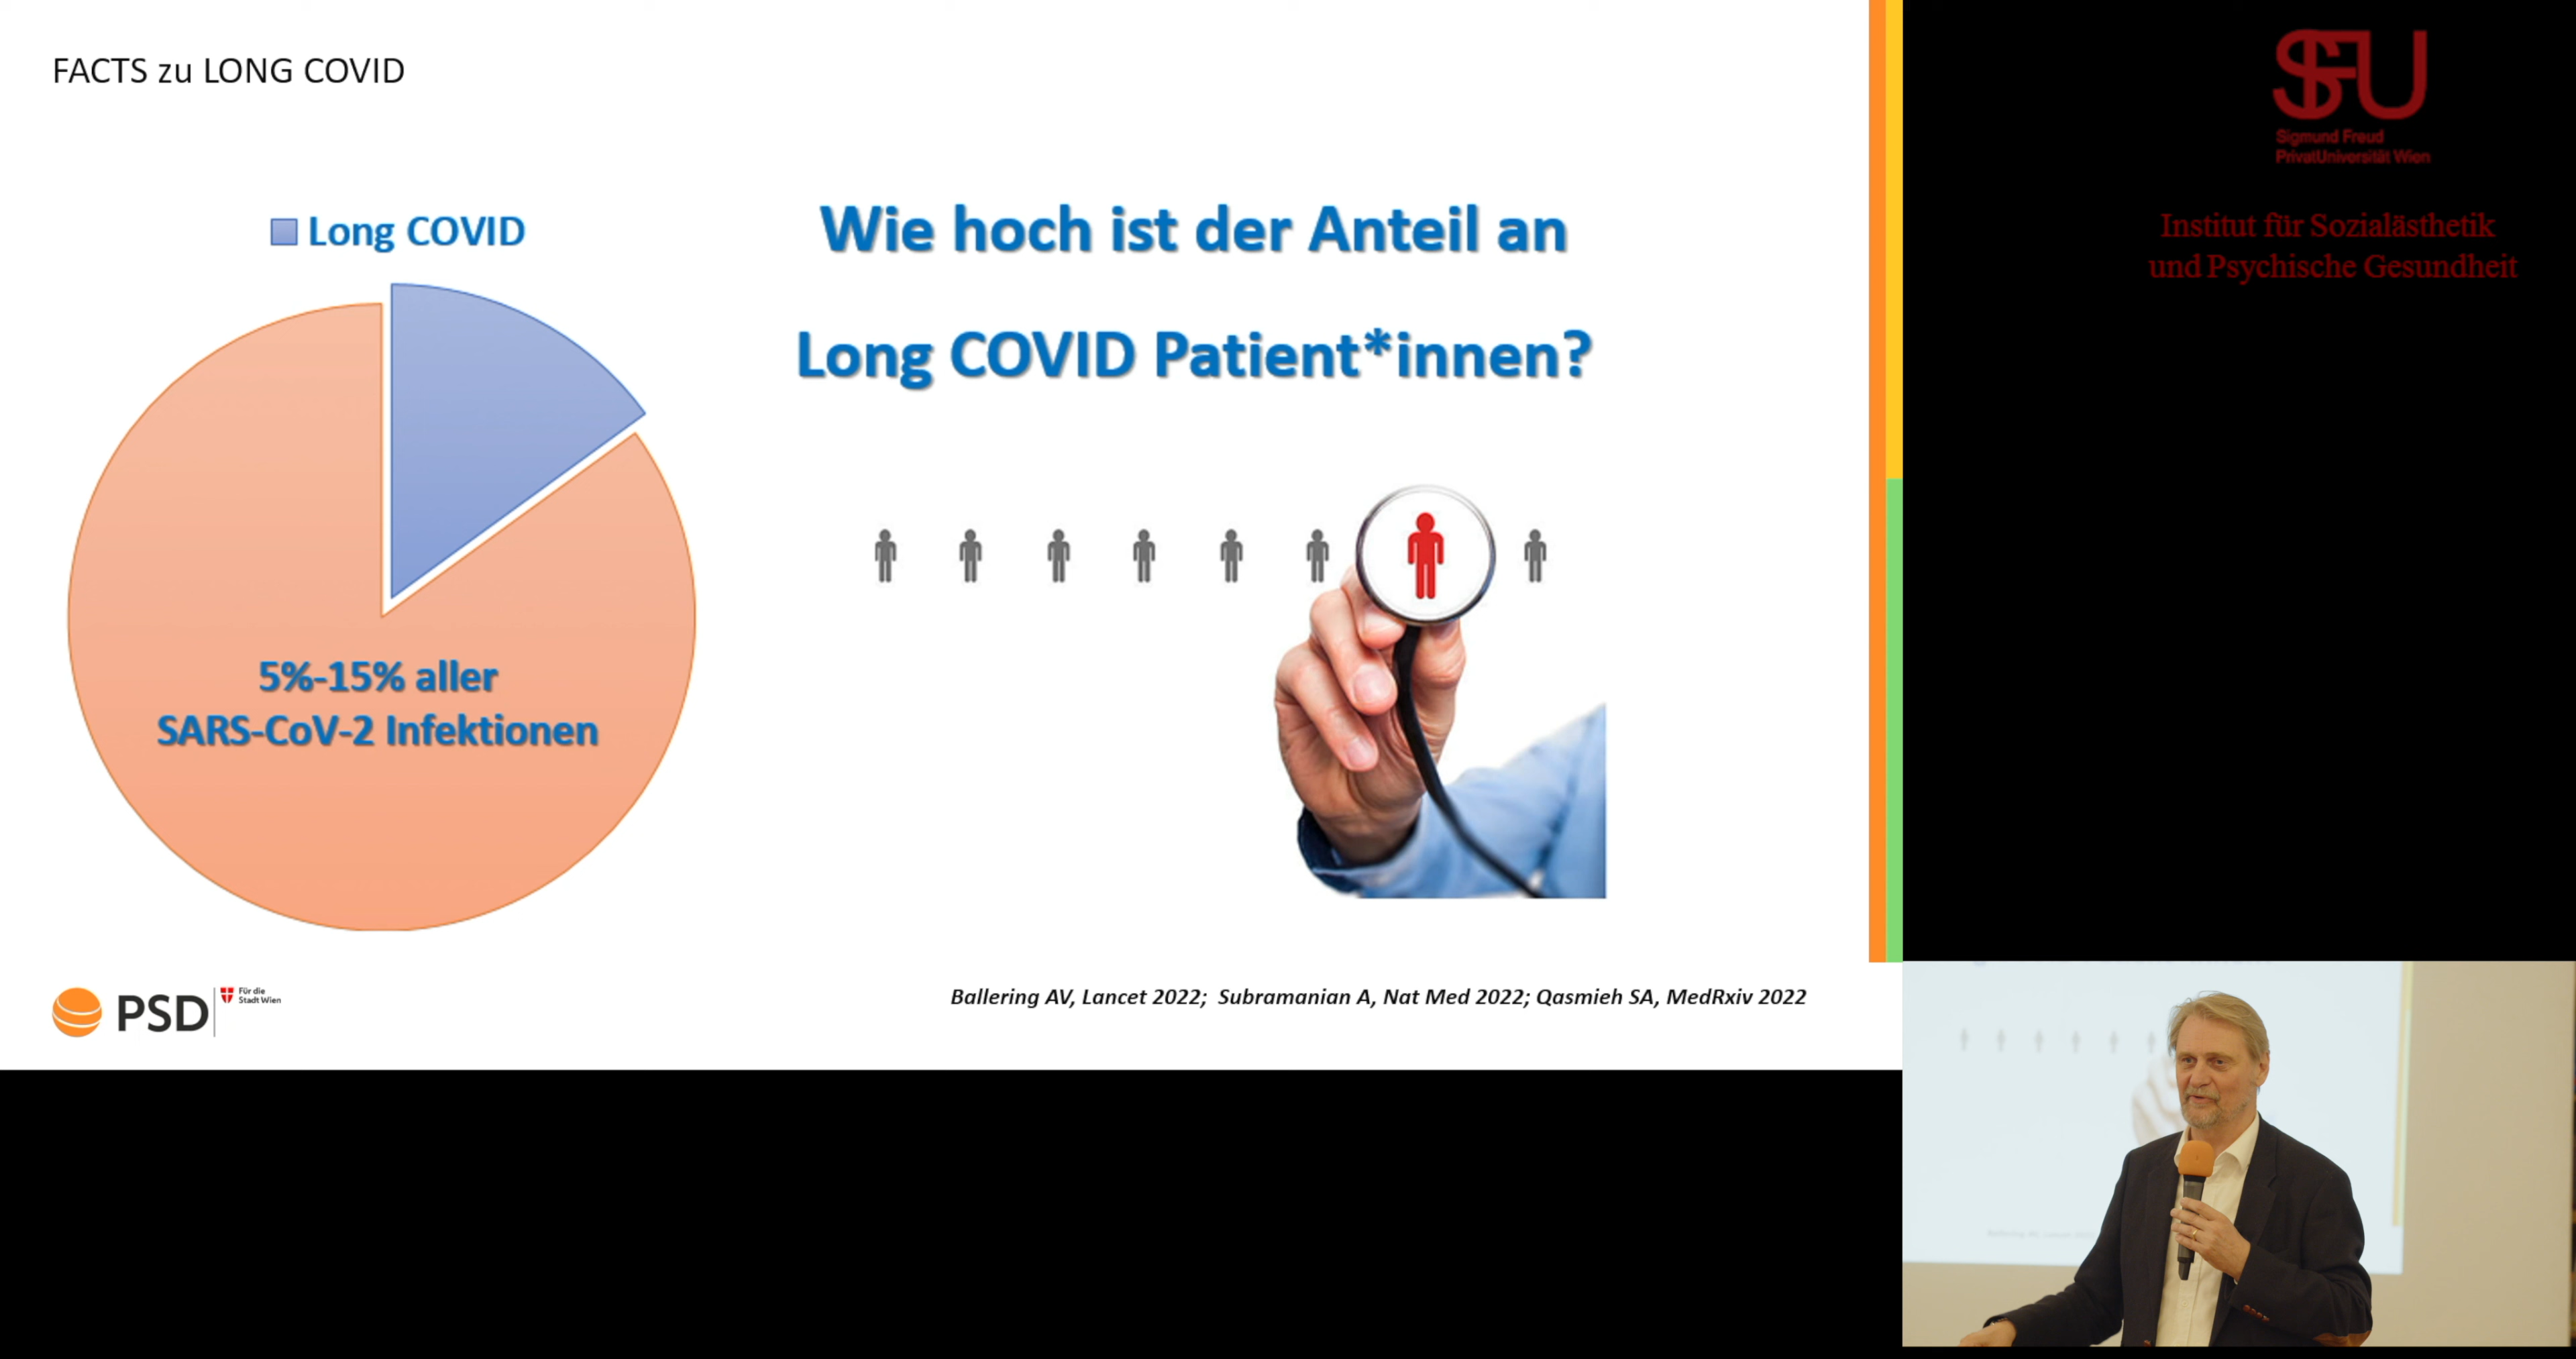 FACTS zu LONG COVID
Long COVID
5%-15% aller
SARS-CoV-2 Infektionen
Wie hoch ist der Anteil an
Long COVID Patient*innen?
PSD
Für die
Stadt Wien
Ballering AV, Lancet 2022; Subramanian A, Nat Med 2022; Qasmieh SA, MedRxiv 2022
SFU
Sigmund Freud
PrivatUniversität Wien
Institut für Sozialästhetik
und Psychische Gesundheit